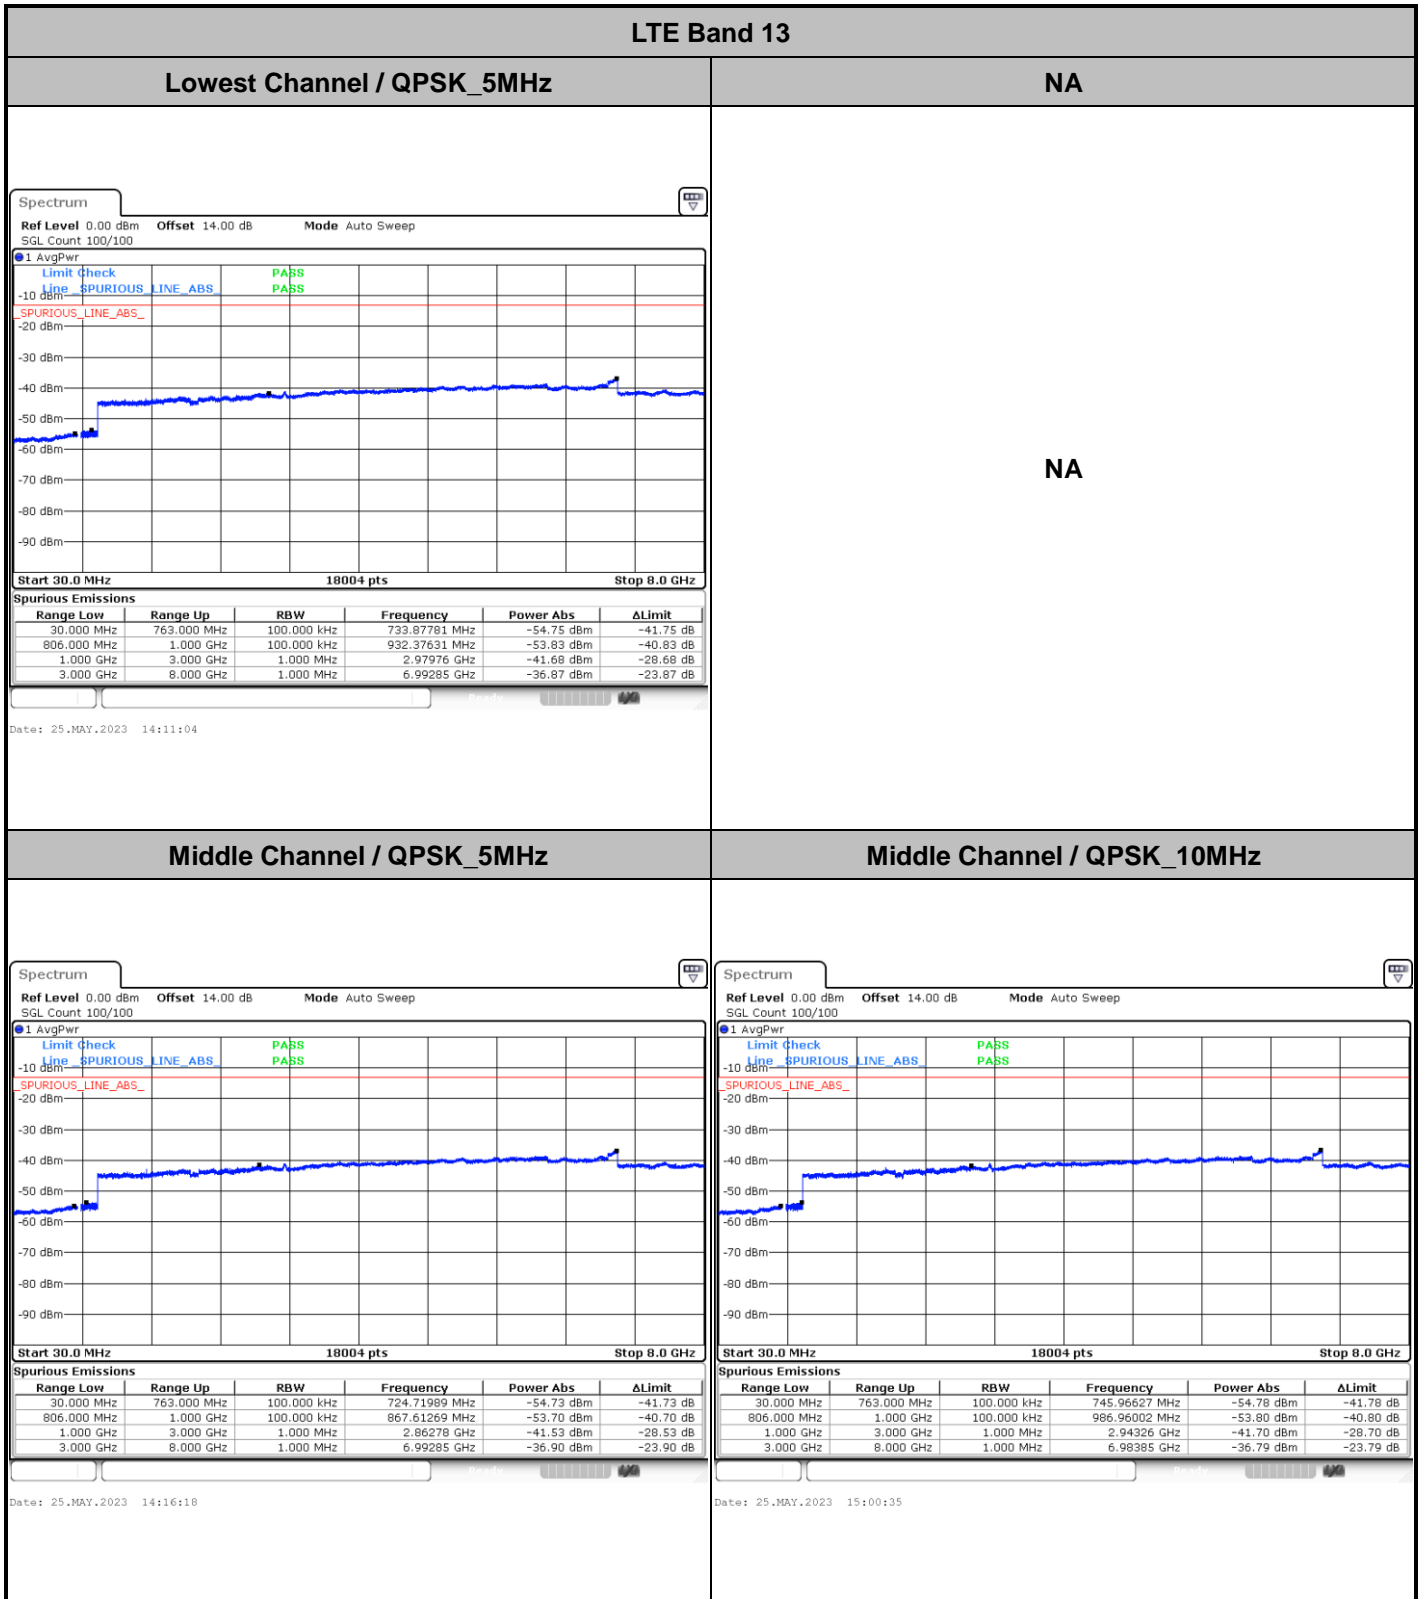 LTE Band 13
Lowest Channel / QPSK_5MHz
NA
Spectrum
Ref Level 0.00 dBm Offset 14.00 dB Mode Auto Sweep
SGL Count 100/100
1 AvgPwr
Limit Check PASS
Line _SPURIOUS_LINE_ABS_ PASS
-10 dBm
_SPURIOUS_LINE_ABS_
-20 dBm
-30 dBm
-40 dBm
-50 dBm
-60 dBm
-70 dBm
-80 dBm
-90 dBm
Start 30.0 MHz 18004 pts Stop 8.0 GHz
Spurious Emissions
Range Low Range Up RBW Frequency Power Abs ΔLimit
30.000 MHz 763.000 MHz 100.000 kHz 733.87781 MHz -54.75 dBm -41.75 dB
806.000 MHz 1.000 GHz 100.000 kHz 932.37631 MHz -53.83 dBm -40.83 dB
1.000 GHz 3.000 GHz 1.000 MHz 2.97976 GHz -41.68 dBm -28.68 dB
3.000 GHz 8.000 GHz 1.000 MHz 6.99285 GHz -36.87 dBm -23.87 dB
Ready
Date: 25.MAY.2023 14:11:04
NA
Middle Channel / QPSK_5MHz
Middle Channel / QPSK_10MHz
Spectrum
Ref Level 0.00 dBm Offset 14.00 dB Mode Auto Sweep
SGL Count 100/100
1 AvgPwr
Limit Check PASS
Line _SPURIOUS_LINE_ABS_ PASS
-10 dBm
_SPURIOUS_LINE_ABS_
-20 dBm
-30 dBm
-40 dBm
-50 dBm
-60 dBm
-70 dBm
-80 dBm
-90 dBm
Start 30.0 MHz 18004 pts Stop 8.0 GHz
Spurious Emissions
Range Low Range Up RBW Frequency Power Abs ΔLimit
30.000 MHz 763.000 MHz 100.000 kHz 724.71989 MHz -54.73 dBm -41.73 dB
806.000 MHz 1.000 GHz 100.000 kHz 867.61269 MHz -53.70 dBm -40.70 dB
1.000 GHz 3.000 GHz 1.000 MHz 2.86278 GHz -41.53 dBm -28.53 dB
3.000 GHz 8.000 GHz 1.000 MHz 6.99285 GHz -36.90 dBm -23.90 dB
Ready
Date: 25.MAY.2023 14:16:18
Spectrum
Ref Level 0.00 dBm Offset 14.00 dB Mode Auto Sweep
SGL Count 100/100
1 AvgPwr
Limit Check PASS
Line _SPURIOUS_LINE_ABS_ PASS
-10 dBm
_SPURIOUS_LINE_ABS_
-20 dBm
-30 dBm
-40 dBm
-50 dBm
-60 dBm
-70 dBm
-80 dBm
-90 dBm
Start 30.0 MHz 18004 pts Stop 8.0 GHz
Spurious Emissions
Range Low Range Up RBW Frequency Power Abs ΔLimit
30.000 MHz 763.000 MHz 100.000 kHz 745.96627 MHz -54.78 dBm -41.78 dB
806.000 MHz 1.000 GHz 100.000 kHz 986.96002 MHz -53.80 dBm -40.80 dB
1.000 GHz 3.000 GHz 1.000 MHz 2.94326 GHz -41.70 dBm -28.70 dB
3.000 GHz 8.000 GHz 1.000 MHz 6.98385 GHz -36.79 dBm -23.79 dB
Ready
Date: 25.MAY.2023 15:00:35